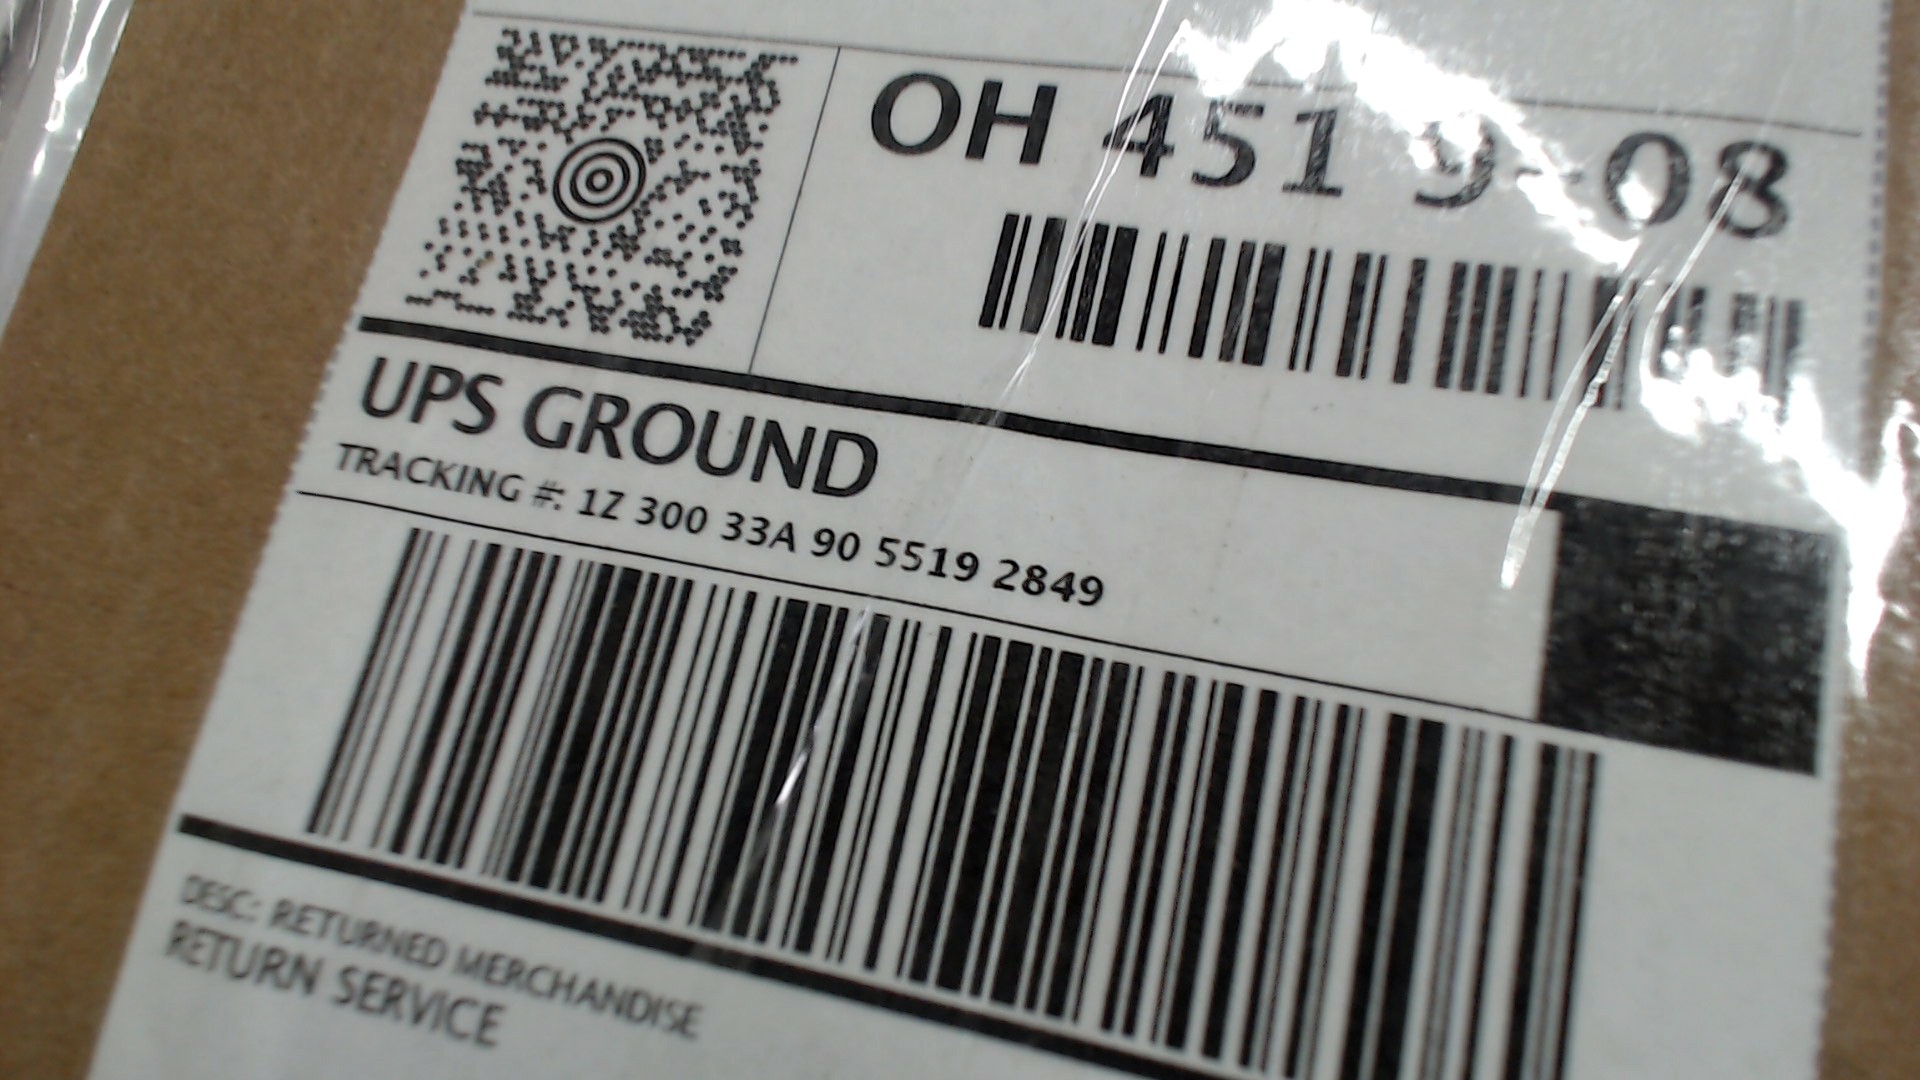 OH 451 9-08
UPS GROUND
TRACKING #: 1Z 300 33A 90 5519 2849
DESC: RETURNED MERCHANDISE
RETURN SERVICE